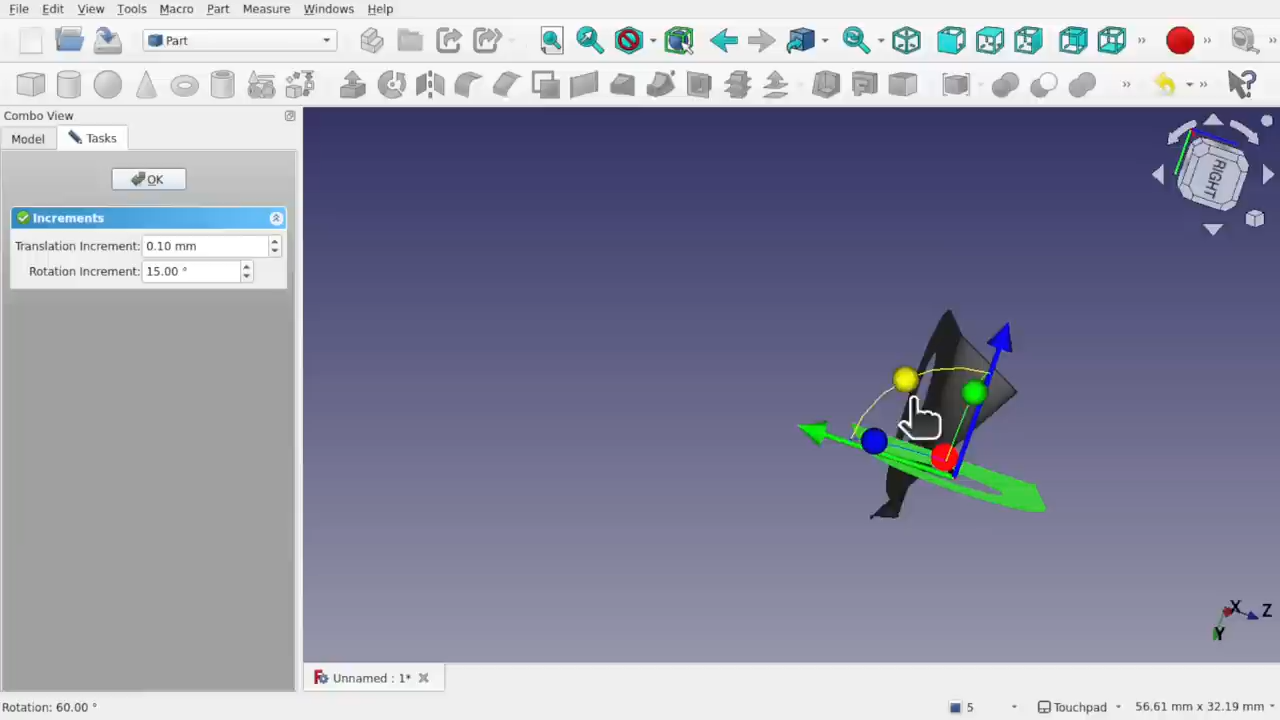 File Edit View Tools Macro Part Measure Windows Help
Part
Combo View
Model Tasks
OK
Increments
Translation Increment: 0.10 mm
Rotation Increment: 15.00 °
RIGHT
X Z
Y
Unnamed : 1*
Rotation: 60.00 ° 5 Touchpad 56.61 mm x 32.19 mm